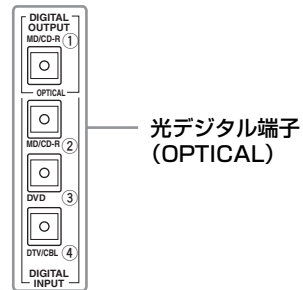 DIGITAL
OUTPUT
MD/CD-R ①
OPTICAL
MD/CD-R ②
DVD ③
DTV/CBL ④
DIGITAL
INPUT
光デジタル端子
（OPTICAL）